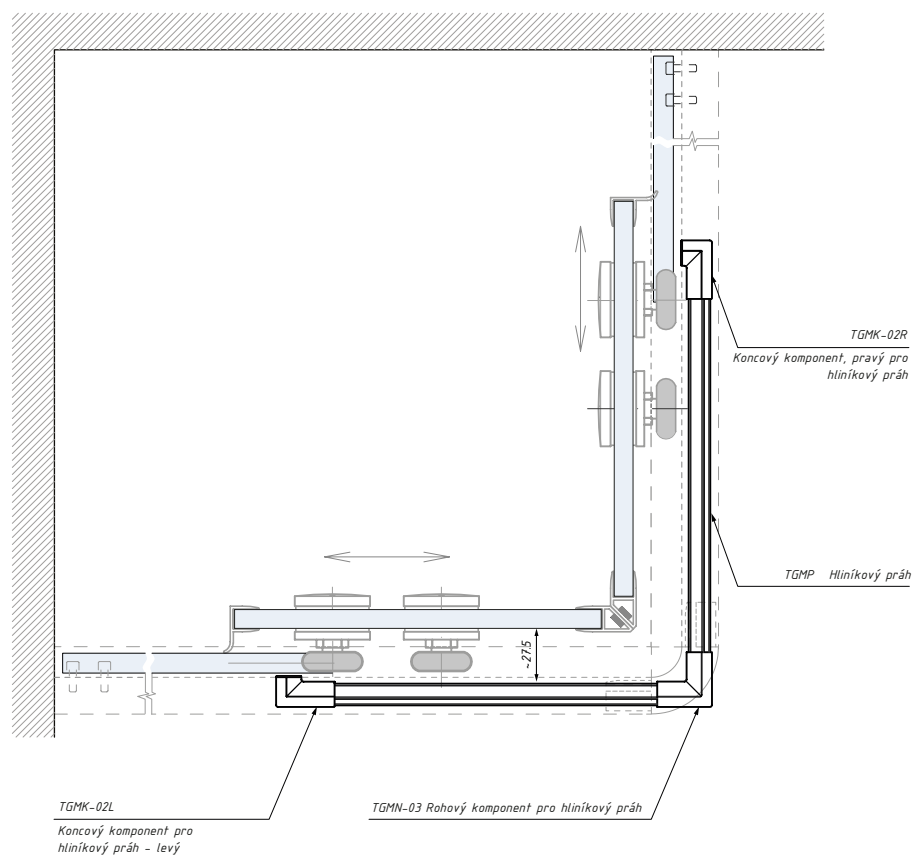 TGMK-02R
Koncový komponent, pravý pro
hliníkový práh
TGMP Hliníkový práh
~27.5
TGMK-02L
Koncový komponent pro
hliníkový práh - levý
TGMN-03 Rohový komponent pro hliníkový práh